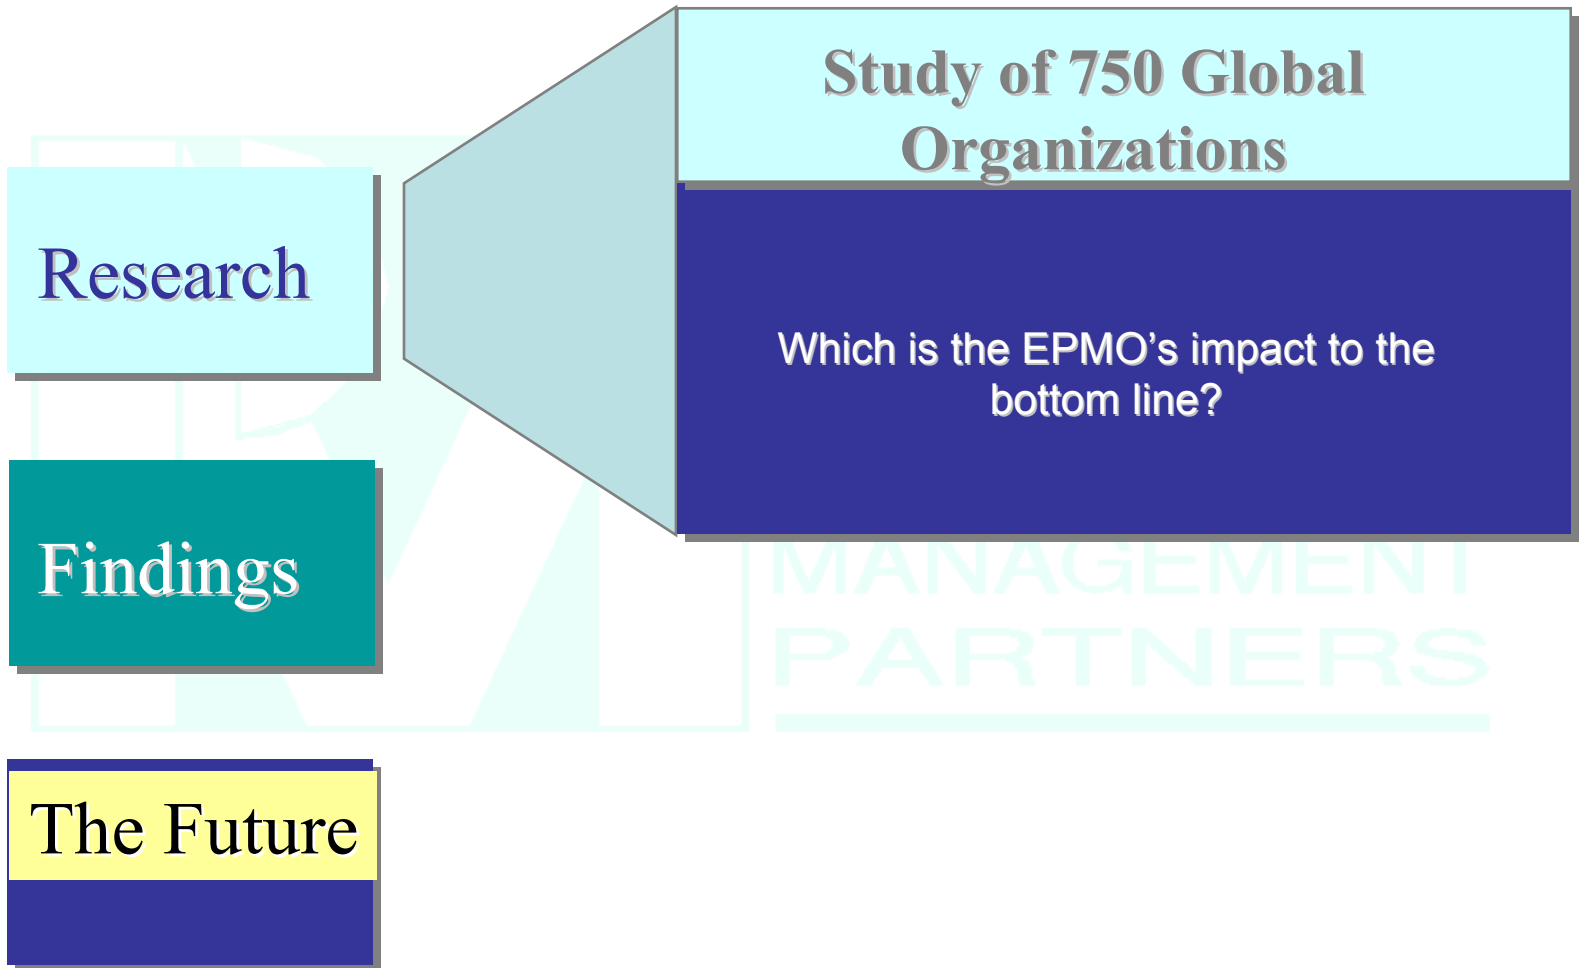 Study of 750 Global
Organizations
Research
Which is the EPMO’s impact to the
bottom line?
Findings
MANAGEMENT
PARTNERS
The Future